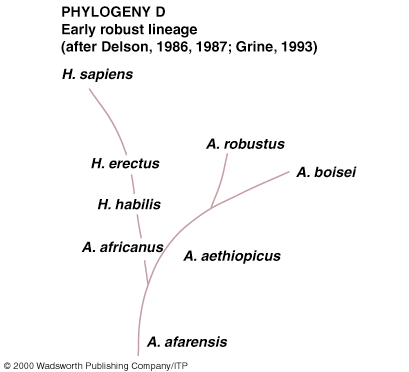 PHYLOGENY D
Early robust lineage
(after Delson, 1986, 1987; Grine, 1993)
H. sapiens
A. robustus
H. erectus
A. boisei
H. habilis
A. africanus
A. aethiopicus
A. afarensis
© 2000 Wadsworth Publishing Company/ITP